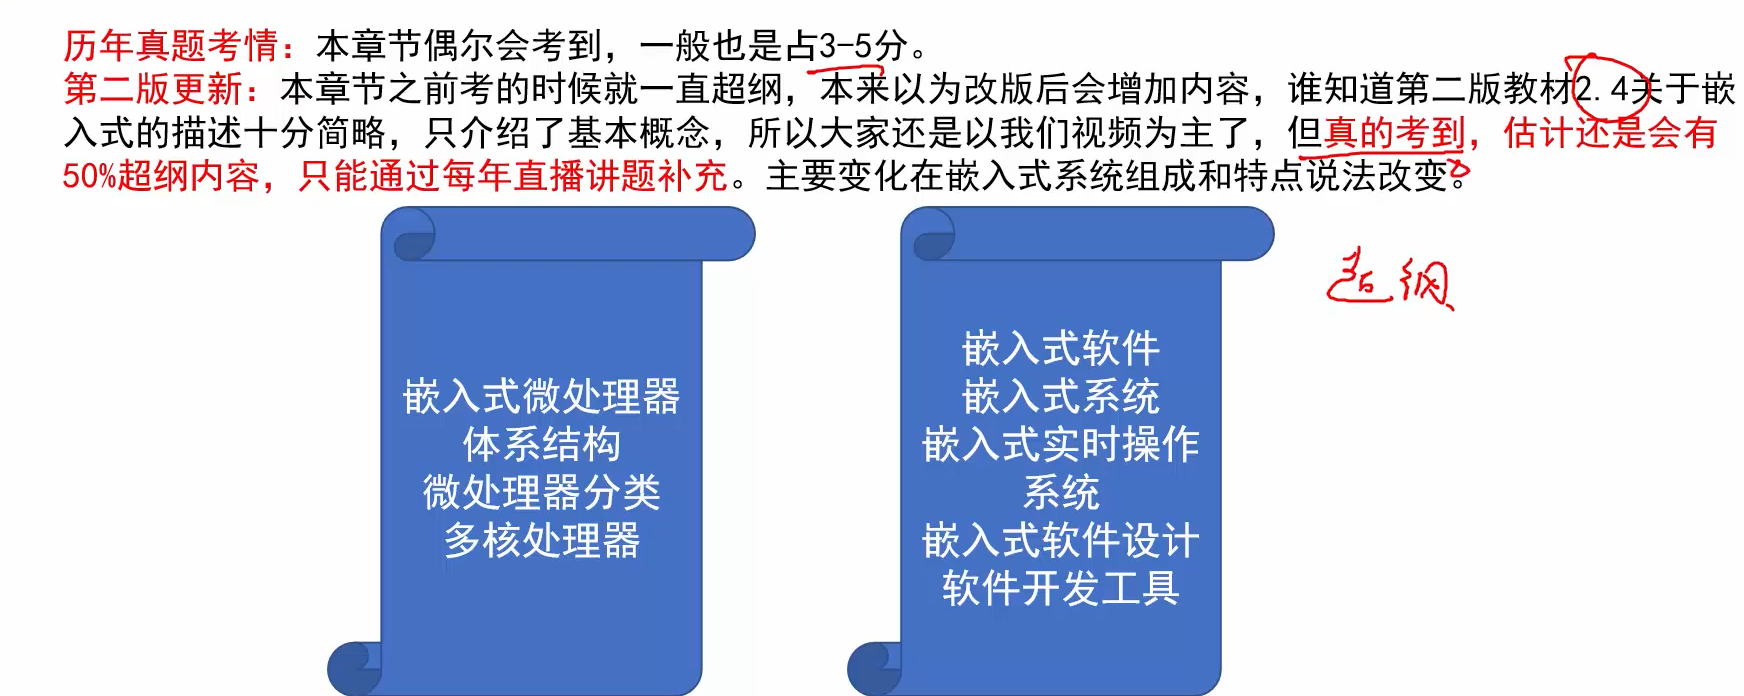 历年真题考情：本章节偶尔会考到，一般也是占3-5分。
第二版更新：本章节之前考的时候就一直超纲，本来以为改版后会增加内容，谁知道第二版教材2.4关于嵌
入式的描述十分简略，只介绍了基本概念，所以大家还是以我们视频为主了，但真的考到，估计还是会有
50%超纲内容，只能通过每年直播讲题补充。主要变化在嵌入式系统组成和特点说法改变。
超纲
嵌入式微处理器
体系结构
微处理器分类
多核处理器
嵌入式软件
嵌入式系统
嵌入式实时操作
系统
嵌入式软件设计
软件开发工具